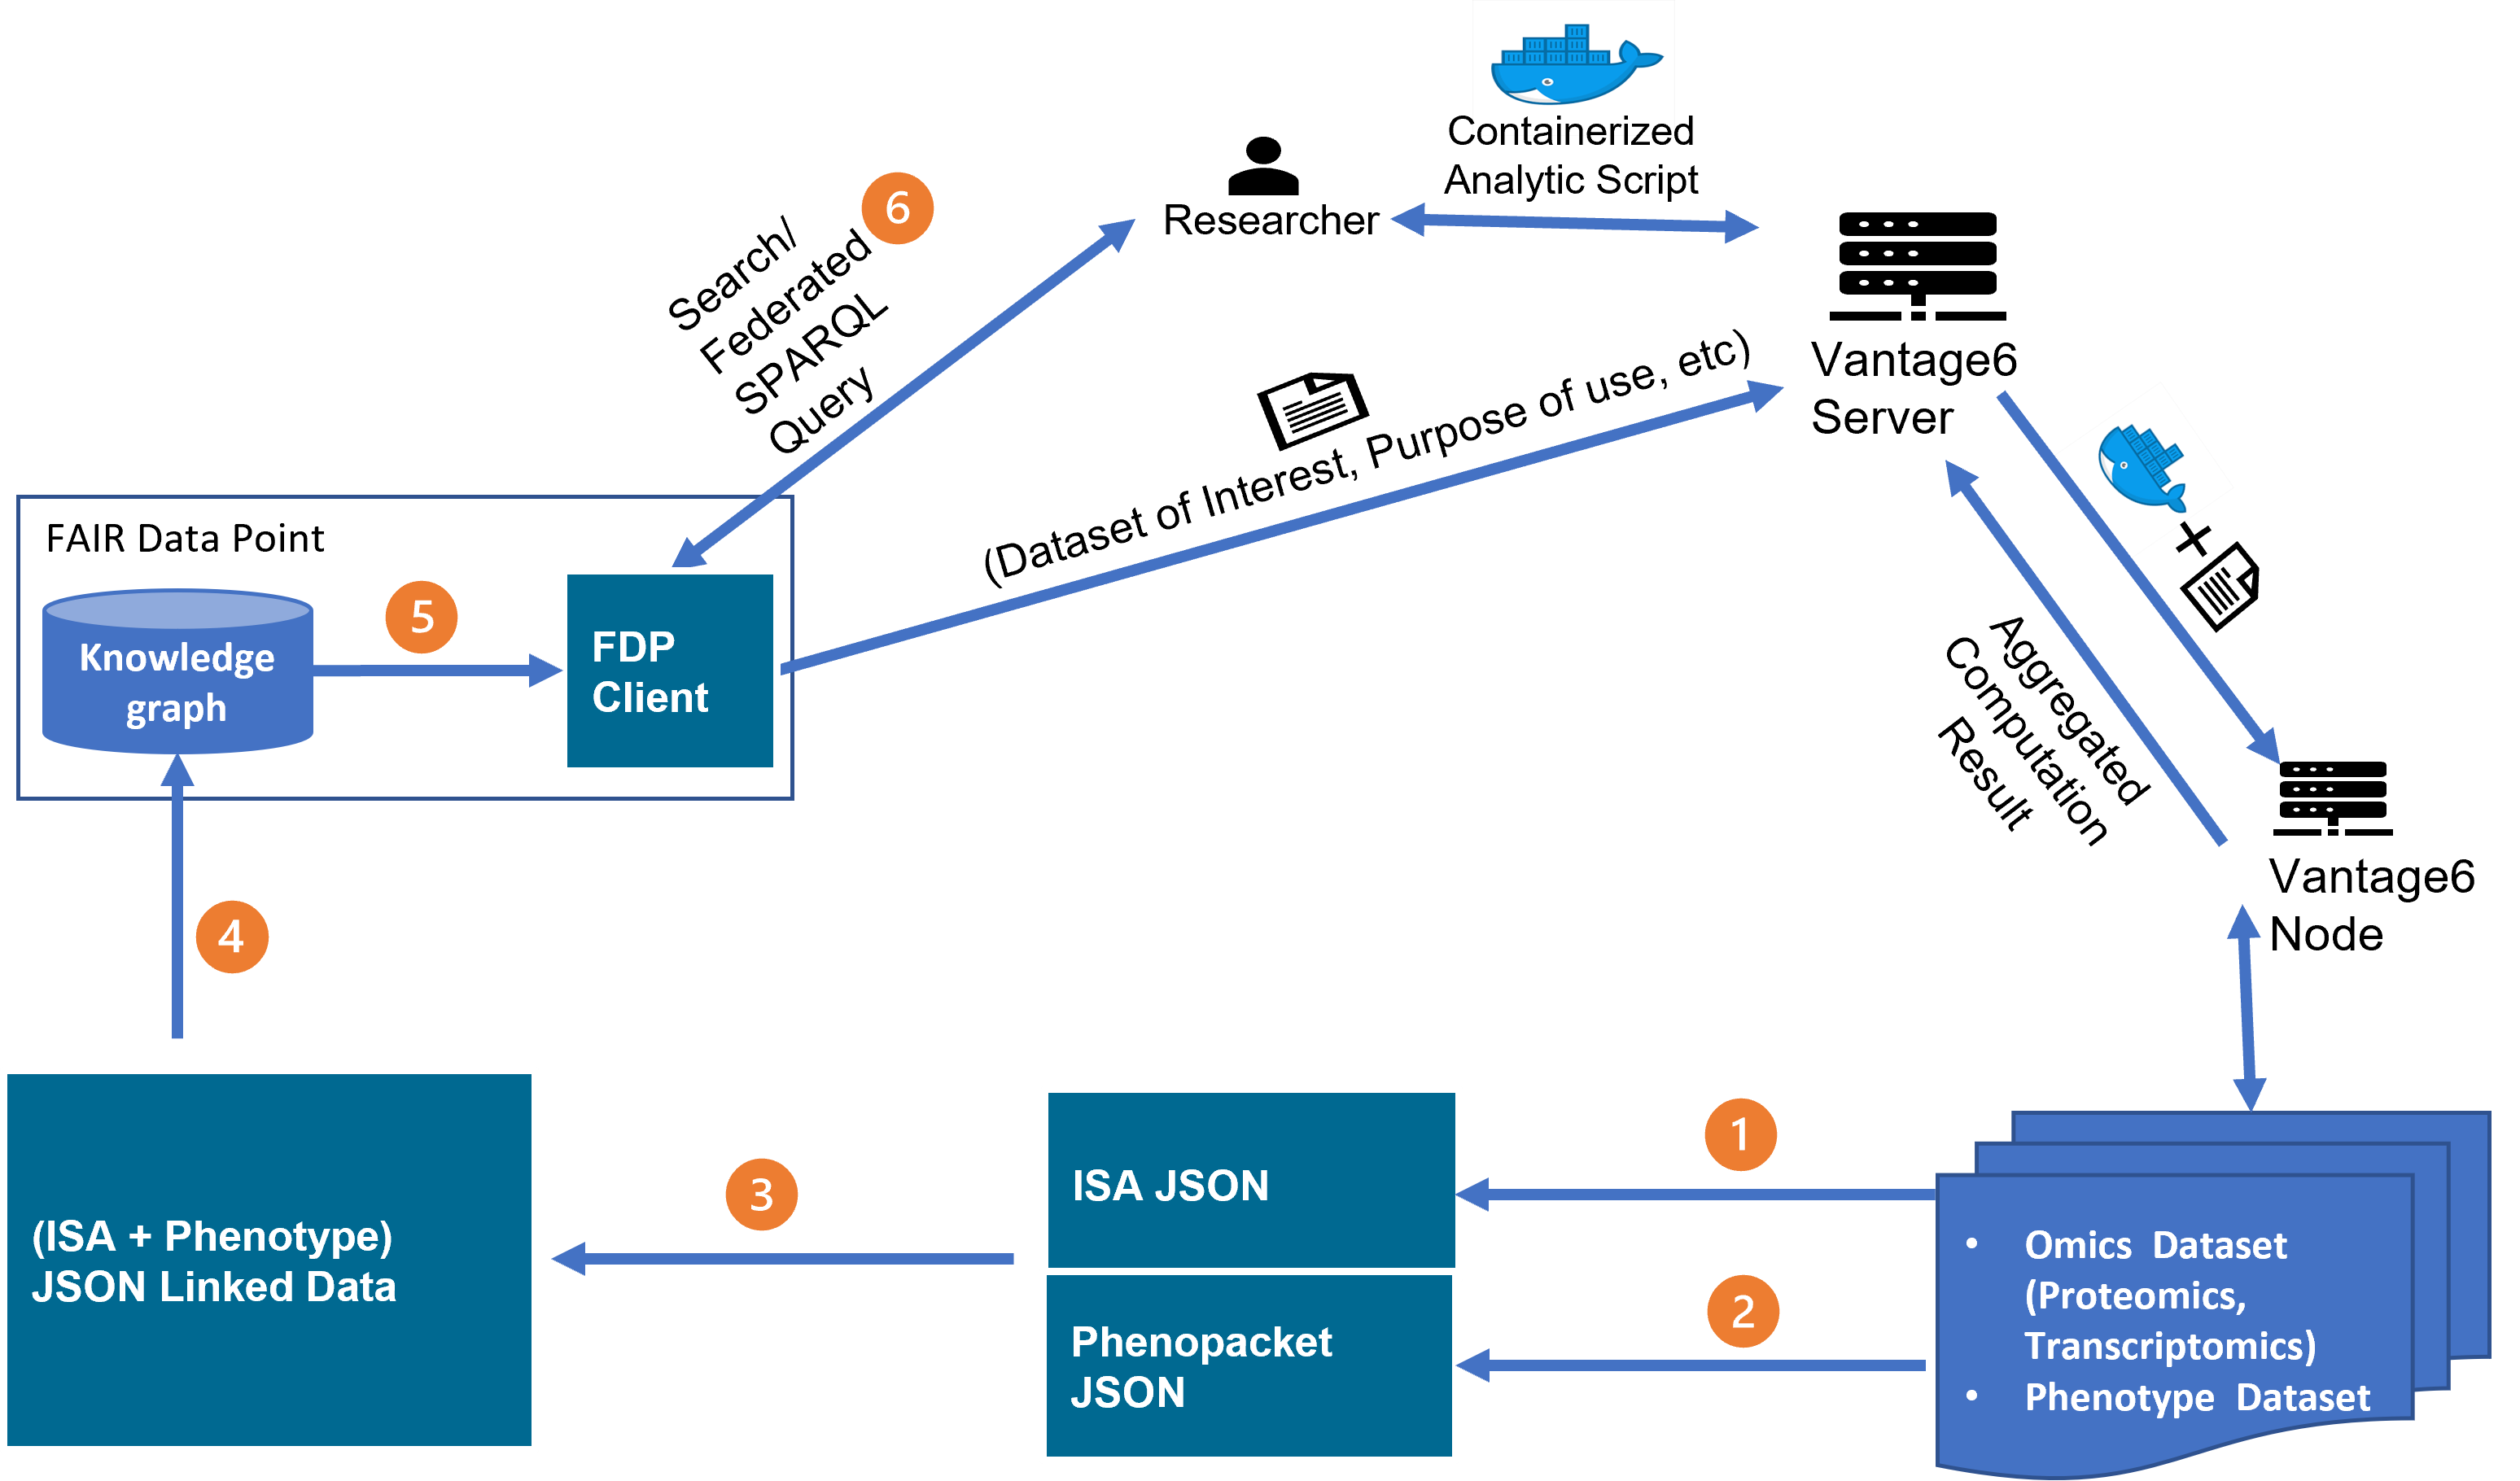 Containerized
Analytic Script
Researcher
6
Search/
Federated
SPARQL
Query
Vantage6
Server
(Dataset of Interest, Purpose of use, etc)
+
FAIR Data Point
Knowledge
graph
5
FDP
Client
Aggregated
Computation
Result
Vantage6
Node
4
(ISA + Phenotype)
JSON Linked Data
3
ISA JSON
Phenopacket
JSON
1
2
• Omics Dataset
(Proteomics,
Transcriptomics)
• Phenotype Dataset